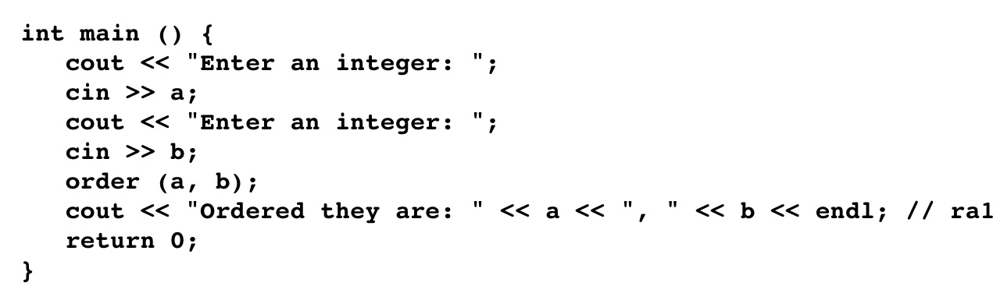 int main () {
   cout << "Enter an integer: ";
   cin >> a;
   cout << "Enter an integer: ";
   cin >> b;
   order (a, b);
   cout << "Ordered they are: " << a << ", " << b << endl; // ra1
   return 0;
}